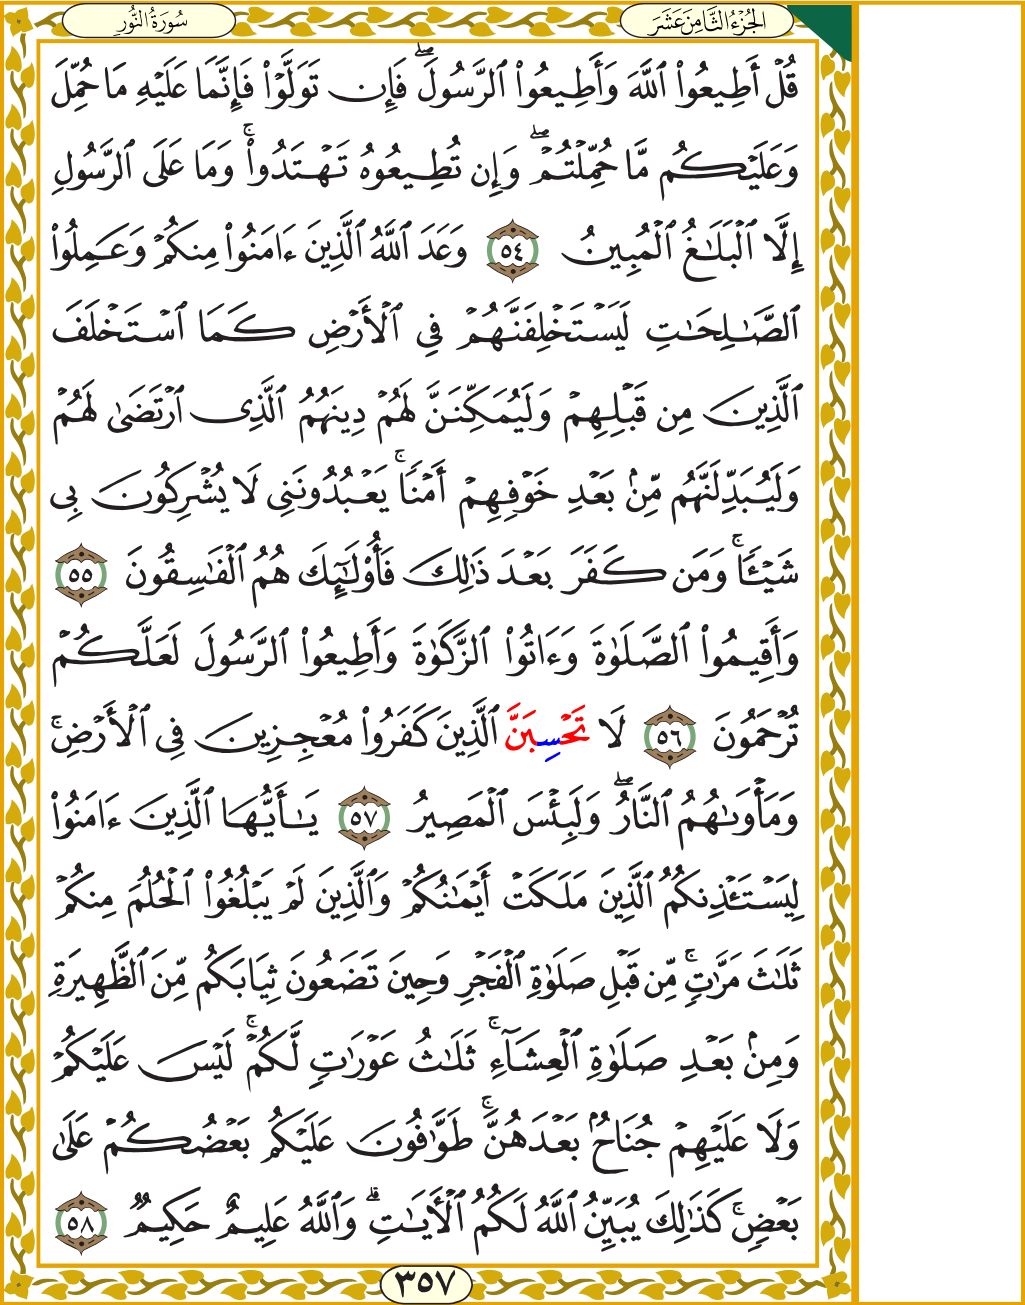 الجُزْءُ الثَّامِنَ عَشَرَ
سُورَةُ النُّورِ
قُلْ أَطِيعُوا۟ ٱللَّهَ وَأَطِيعُوا۟ ٱلرَّسُولَ ۖ فَإِن تَوَلَّوْا۟ فَإِنَّمَا عَلَيْهِ مَا حُمِّلَ
وَعَلَيْكُم مَّا حُمِّلْتُمْ ۖ وَإِن تُطِيعُوهُ تَهْتَدُوا۟ ۚ وَمَا عَلَى ٱلرَّسُولِ
إِلَّا ٱلْبَلَٰغُ ٱلْمُبِينُ ٥٤ وَعَدَ ٱللَّهُ ٱلَّذِينَ ءَامَنُوا۟ مِنكُمْ وَعَمِلُوا۟
ٱلصَّٰلِحَٰتِ لَيَسْتَخْلِفَنَّهُمْ فِى ٱلْأَرْضِ كَمَا ٱسْتَخْلَفَ
ٱلَّذِينَ مِن قَبْلِهِمْ وَلَيُمَكِّنَنَّ لَهُمْ دِينَهُمُ ٱلَّذِى ٱرْتَضَىٰ لَهُمْ
وَلَيُبَدِّلَنَّهُم مِّنۢ بَعْدِ خَوْفِهِمْ أَمْنًا ۚ يَعْبُدُونَنِى لَا يُشْرِكُونَ بِى
شَيْـًٔا ۚ وَمَن كَفَرَ بَعْدَ ذَٰلِكَ فَأُو۟لَٰٓئِكَ هُمُ ٱلْفَٰسِقُونَ ٥٥
وَأَقِيمُوا۟ ٱلصَّلَوٰةَ وَءَاتُوا۟ ٱلزَّكَوٰةَ وَأَطِيعُوا۟ ٱلرَّسُولَ لَعَلَّكُمْ
تُرْحَمُونَ ٥٦ لَا تَحْسِبَنَّ ٱلَّذِينَ كَفَرُوا۟ مُعْجِزِينَ فِى ٱلْأَرْضِ ۚ
وَمَأْوَىٰهُمُ ٱلنَّارُ ۖ وَلَبِئْسَ ٱلْمَصِيرُ ٥٧ يَٰٓأَيُّهَا ٱلَّذِينَ ءَامَنُوا۟
لِيَسْتَـْٔذِنكُمُ ٱلَّذِينَ مَلَكَتْ أَيْمَٰنُكُمْ وَٱلَّذِينَ لَمْ يَبْلُغُوا۟ ٱلْحُلُمَ مِنكُمْ
ثَلَٰثَ مَرَّٰتٍ ۚ مِّن قَبْلِ صَلَوٰةِ ٱلْفَجْرِ وَحِينَ تَضَعُونَ ثِيَابَكُم مِّنَ ٱلظَّهِيرَةِ
وَمِنۢ بَعْدِ صَلَوٰةِ ٱلْعِشَآءِ ۚ ثَلَٰثُ عَوْرَٰتٍ لَّكُمْ ۚ لَيْسَ عَلَيْكُمْ
وَلَا عَلَيْهِمْ جُنَاحٌۢ بَعْدَهُنَّ ۚ طَوَّٰفُونَ عَلَيْكُم بَعْضُكُمْ عَلَىٰ
بَعْضٍ ۚ كَذَٰلِكَ يُبَيِّنُ ٱللَّهُ لَكُمُ ٱلْءَايَٰتِ ۗ وَٱللَّهُ عَلِيمٌ حَكِيمٌ ٥٨
٣٥٧